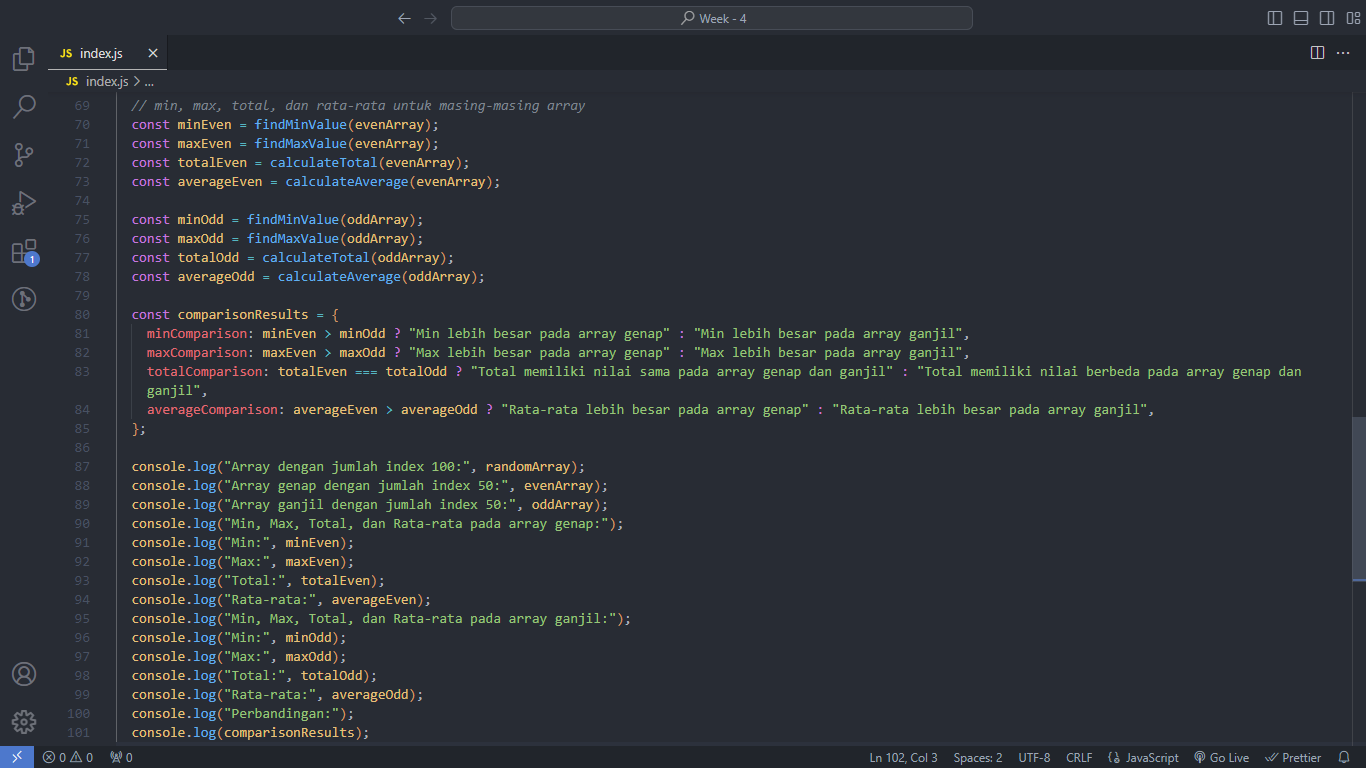 Week - 4
JS index.js
JS index.js > ...
69 // min, max, total, dan rata-rata untuk masing-masing array
70 const minEven = findMinValue(evenArray);
71 const maxEven = findMaxValue(evenArray);
72 const totalEven = calculateTotal(evenArray);
73 const averageEven = calculateAverage(evenArray);
74
75 const minOdd = findMinValue(oddArray);
76 const maxOdd = findMaxValue(oddArray);
77 const totalOdd = calculateTotal(oddArray);
78 const averageOdd = calculateAverage(oddArray);
79
80 const comparisonResults = {
81 minComparison: minEven > minOdd ? "Min lebih besar pada array genap" : "Min lebih besar pada array ganjil",
82 maxComparison: maxEven > maxOdd ? "Max lebih besar pada array genap" : "Max lebih besar pada array ganjil",
83 totalComparison: totalEven === totalOdd ? "Total memiliki nilai sama pada array genap dan ganjil" : "Total memiliki nilai berbeda pada array genap dan
ganjil",
84 averageComparison: averageEven > averageOdd ? "Rata-rata lebih besar pada array genap" : "Rata-rata lebih besar pada array ganjil",
85 };
86
87 console.log("Array dengan jumlah index 100:", randomArray);
88 console.log("Array genap dengan jumlah index 50:", evenArray);
89 console.log("Array ganjil dengan jumlah index 50:", oddArray);
90 console.log("Min, Max, Total, dan Rata-rata pada array genap:");
91 console.log("Min:", minEven);
92 console.log("Max:", maxEven);
93 console.log("Total:", totalEven);
94 console.log("Rata-rata:", averageEven);
95 console.log("Min, Max, Total, dan Rata-rata pada array ganjil:");
96 console.log("Min:", minOdd);
97 console.log("Max:", maxOdd);
98 console.log("Total:", totalOdd);
99 console.log("Rata-rata:", averageOdd);
100 console.log("Perbandingan:");
101 console.log(comparisonResults);
1
0 0 0 Ln 102, Col 3 Spaces: 2 UTF-8 CRLF {} JavaScript Go Live Prettier